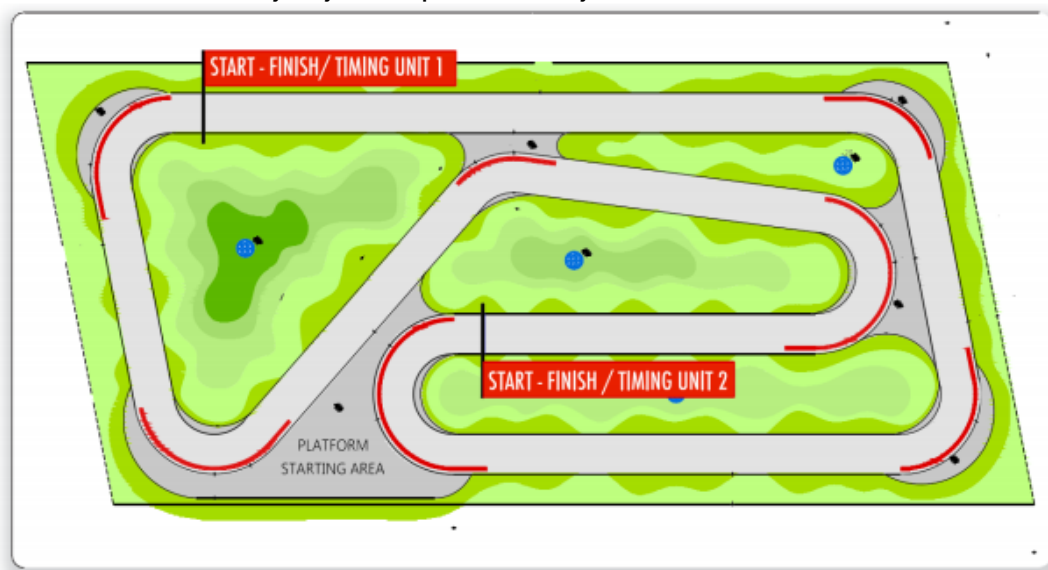 START - FINISH/ TIMING UNIT 1
START - FINISH / TIMING UNIT 2
PLATFORM
STARTING AREA